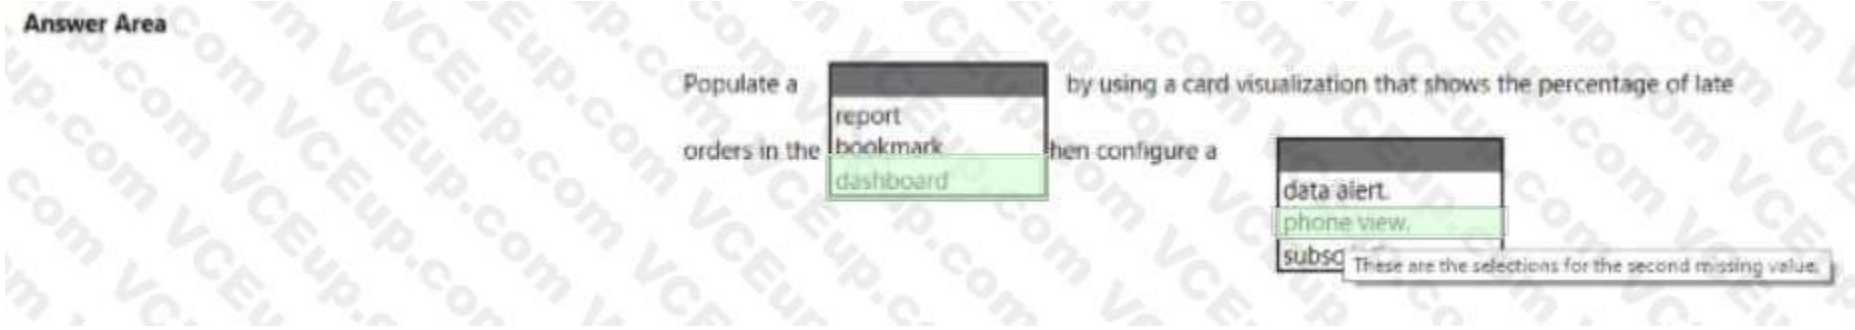 Answer Area
Populate a by using a card visualization that shows the percentage of late
report
orders in the bookmark hen configure a
dashboard
data alert.
phone view.
subsc These are the selections for the second missing value.